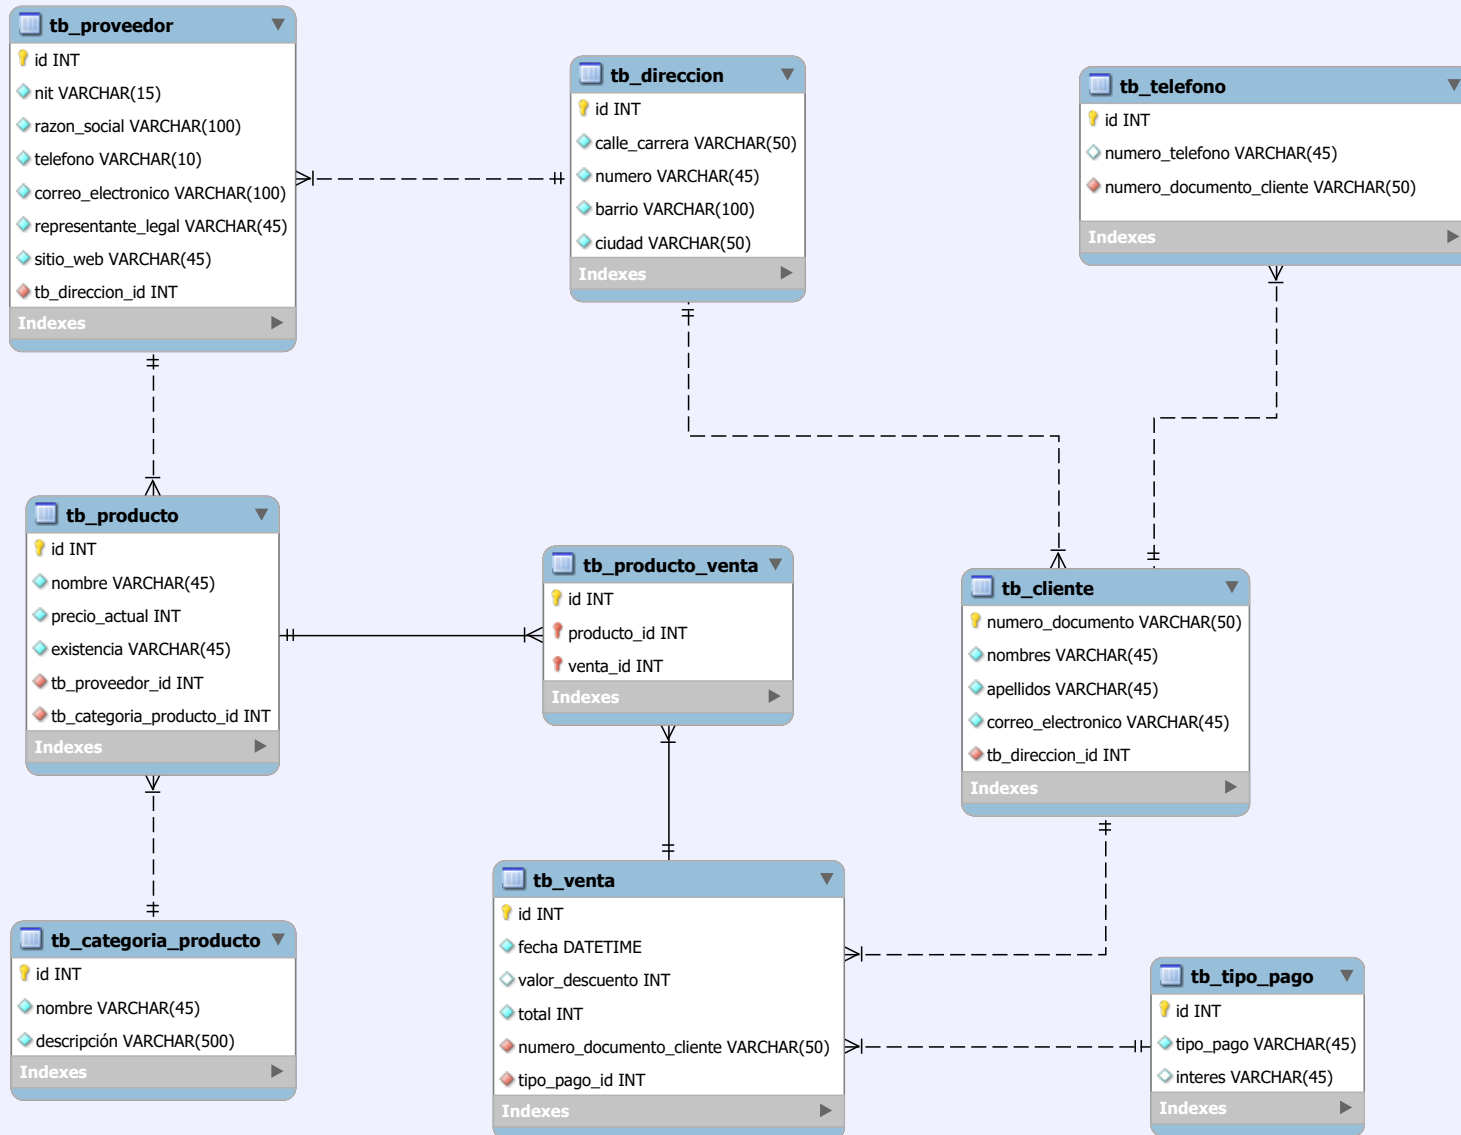 tb_proveedor
id INT
nit VARCHAR(15)
razon_social VARCHAR(100)
telefono VARCHAR(10)
correo_electronico VARCHAR(100)
representante_legal VARCHAR(45)
sitio_web VARCHAR(45)
tb_direccion_id INT
Indexes
tb_direccion
id INT
calle_carrera VARCHAR(50)
numero VARCHAR(45)
barrio VARCHAR(100)
ciudad VARCHAR(50)
Indexes
tb_telefono
id INT
numero_telefono VARCHAR(45)
numero_documento_cliente VARCHAR(50)
Indexes
tb_producto
id INT
nombre VARCHAR(45)
precio_actual INT
existencia VARCHAR(45)
tb_proveedor_id INT
tb_categoria_producto_id INT
Indexes
tb_producto_venta
id INT
producto_id INT
venta_id INT
Indexes
tb_cliente
numero_documento VARCHAR(50)
nombres VARCHAR(45)
apellidos VARCHAR(45)
correo_electronico VARCHAR(45)
tb_direccion_id INT
Indexes
tb_categoria_producto
id INT
nombre VARCHAR(45)
descripción VARCHAR(500)
Indexes
tb_venta
id INT
fecha DATETIME
valor_descuento INT
total INT
numero_documento_cliente VARCHAR(50)
tipo_pago_id INT
Indexes
tb_tipo_pago
id INT
tipo_pago VARCHAR(45)
interes VARCHAR(45)
Indexes